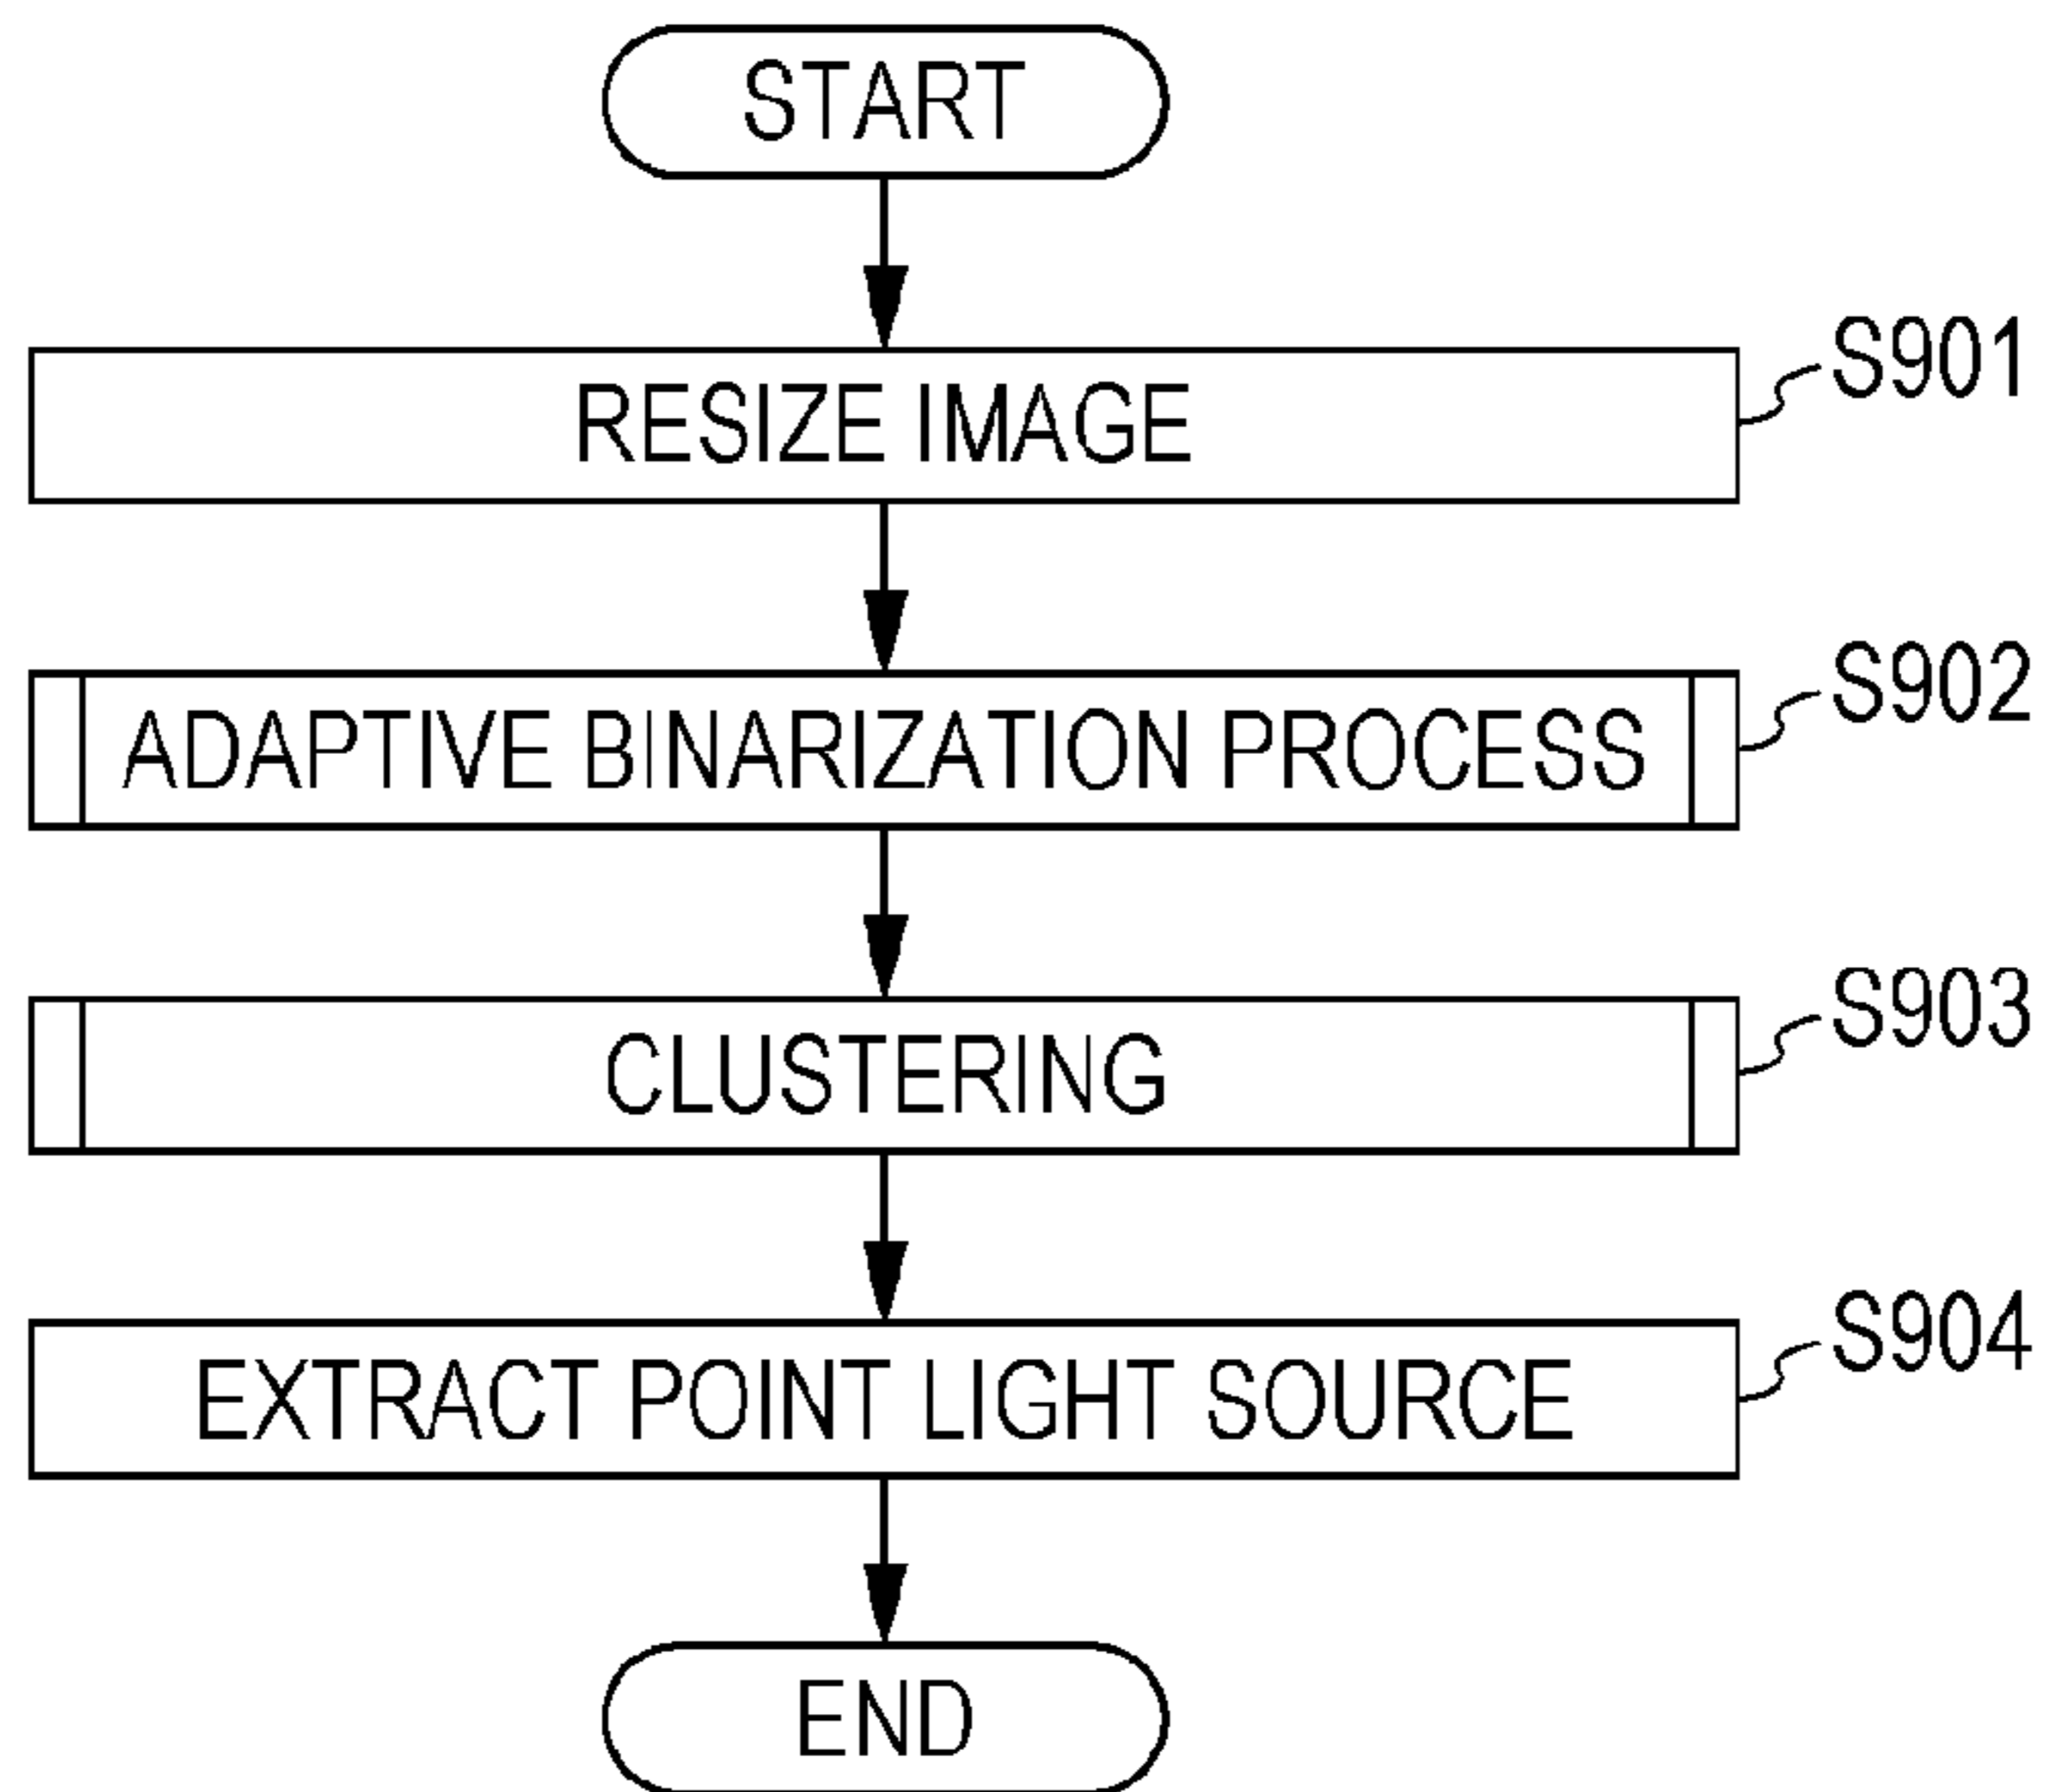 START
RESIZE IMAGE
S901
ADAPTIVE BINARIZATION PROCESS
S902
CLUSTERING
S903
EXTRACT POINT LIGHT SOURCE
S904
END